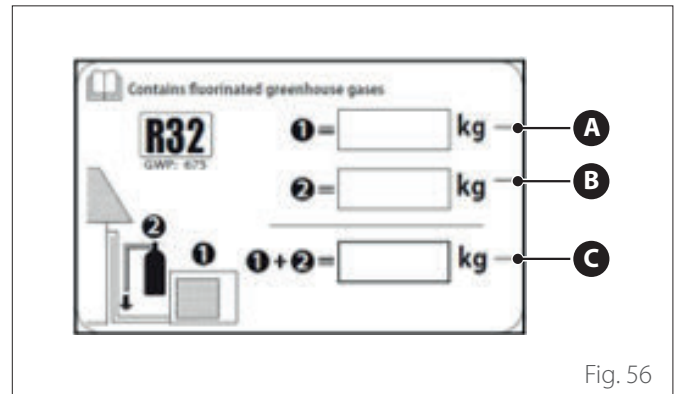 Contains fluorinated greenhouse gases
R32
GWP: 675
❶= kg A
❷= kg B
❶+❷= kg C
❷
❶
Fig. 56